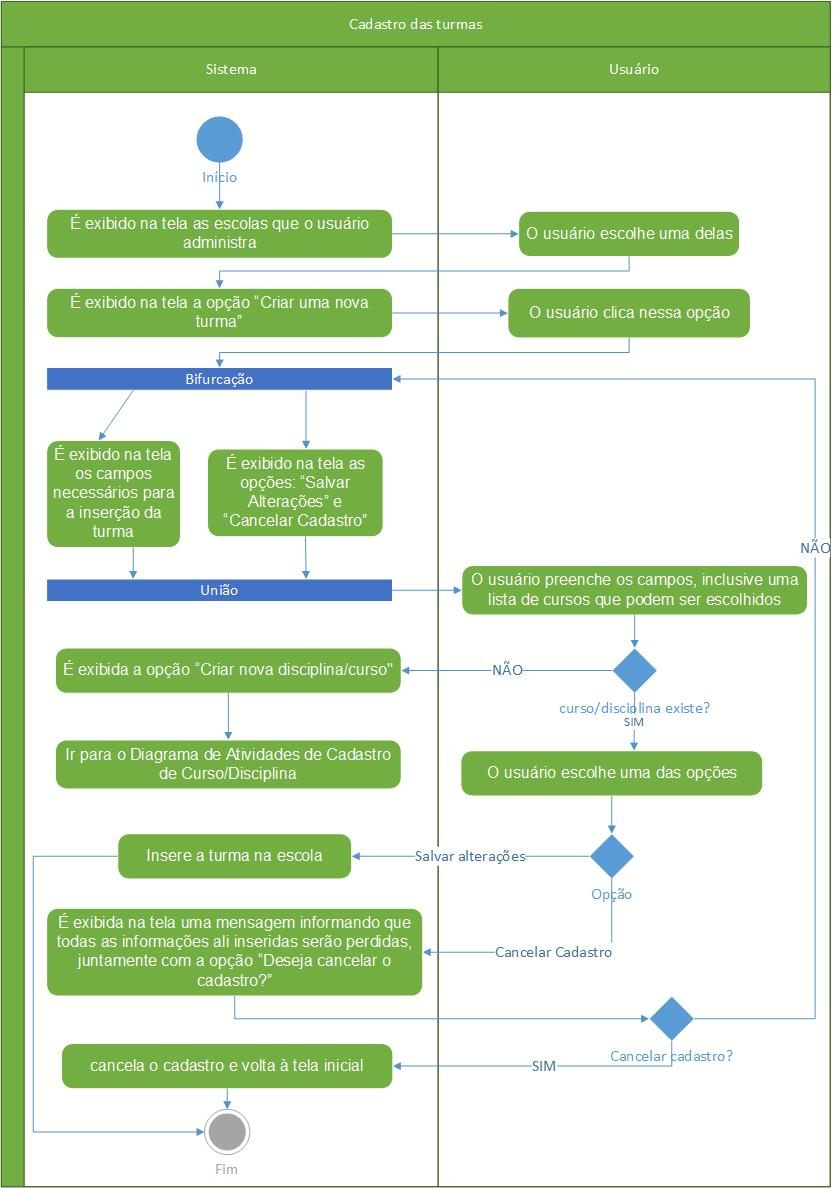 Cadastro das turmas
Sistema
Usuário
Início
É exibido na tela as escolas que o usuário
administra
O usuário escolhe uma delas
É exibido na tela a opção “Criar uma nova
turma”
O usuário clica nessa opção
Bifurcação
É exibido na tela
os campos
necessários para
a inserção da
turma
É exibido na tela as
opções: “Salvar
Alterações” e
“Cancelar Cadastro”
NÃO
União
O usuário preenche os campos, inclusive uma
lista de cursos que podem ser escolhidos
É exibida a opção “Criar nova disciplina/curso"
NÃO
curso/disciplina existe?
SIM
Ir para o Diagrama de Atividades de Cadastro
de Curso/Disciplina
O usuário escolhe uma das opções
Insere a turma na escola
Salvar alterações
Opção
É exibida na tela uma mensagem informando que
todas as informações ali inseridas serão perdidas,
juntamente com a opção “Deseja cancelar o
cadastro?”
Cancelar Cadastro
Cancelar cadastro?
cancela o cadastro e volta à tela inicial
SIM
Fim